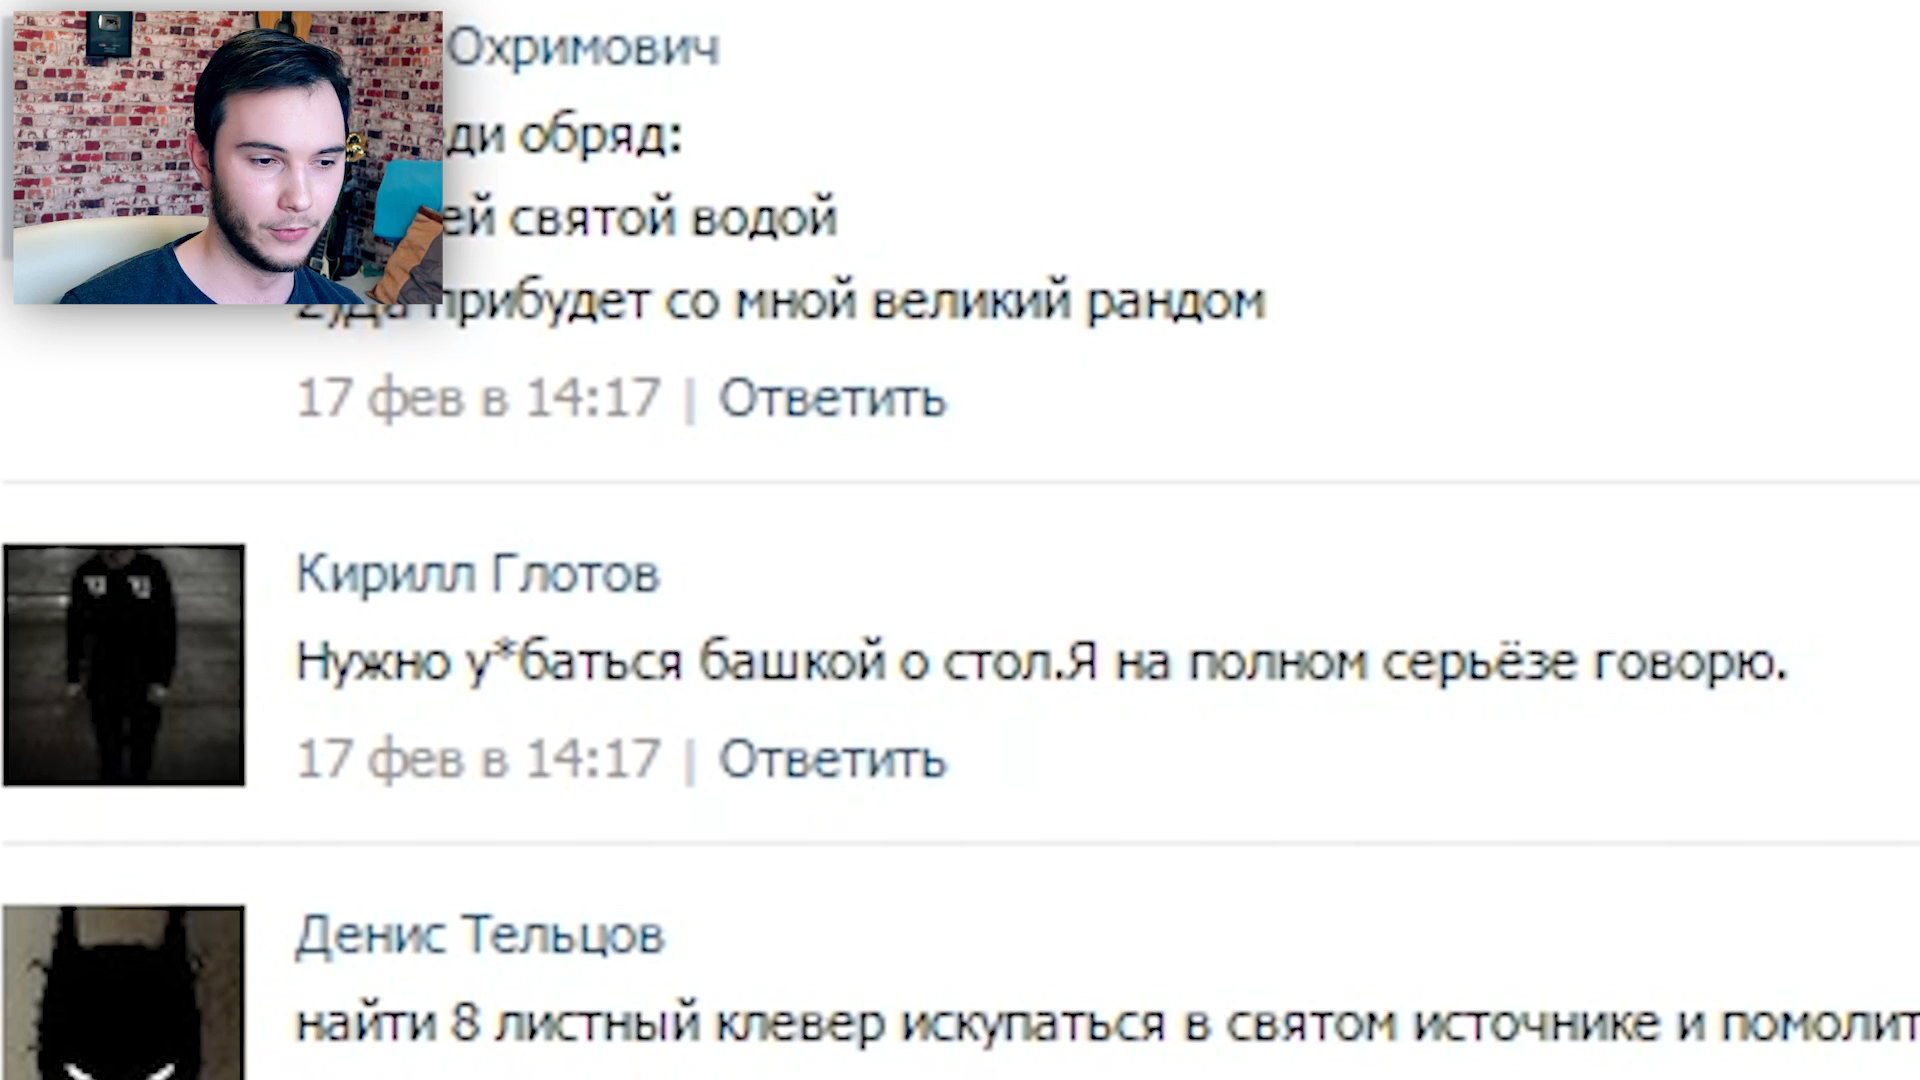 Охримович
ди обряд:
ей святой водой
2)Да прибудет со мной великий рандом
17 фев в 14:17 | Ответить
Кирилл Глотов
Нужно у*баться башкой о стол.Я на полном серьёзе говорю.
17 фев в 14:17 | Ответить
Денис Тельцов
найти 8 листный клевер искупаться в святом источнике и помолит